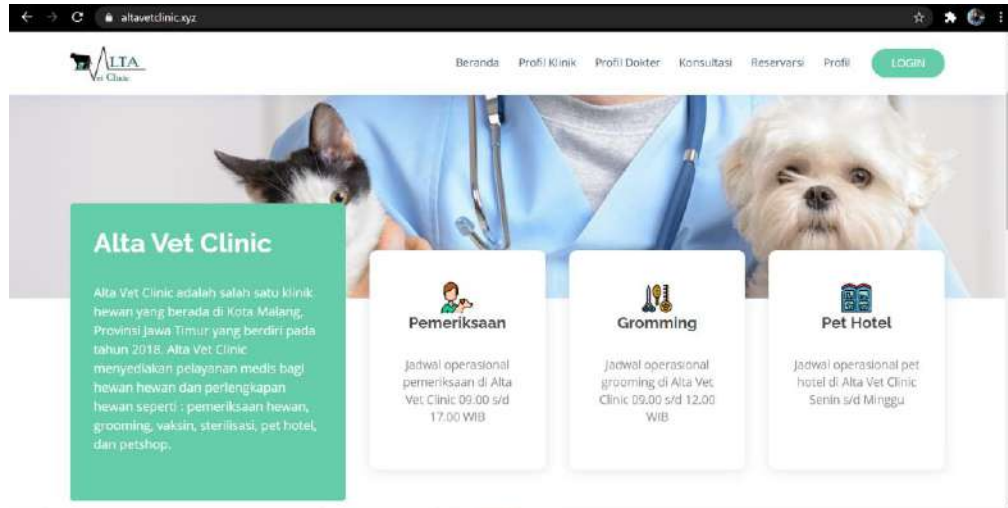 altavetclinic.xyz
ALTA
Vet Clinic
Beranda Profil Klinik Profil Dokter Konsultasi Reservarsi Profil LOGIN
Alta Vet Clinic
Alta Vet Clinic adalah salah satu klinik
hewan yang berada di Kota Malang,
Provinsi Jawa Timur yang berdiri pada
tahun 2018. Alta Vet Clinic
menyediakan pelayanan medis bagi
hewan hewan dan perlengkapan
hewan seperti : pemeriksaan hewan,
grooming, vaksin, sterilisasi, pet hotel,
dan petshop.
Pemeriksaan
Jadwal operasional
pemeriksaan di Alta
Vet Clinic 09.00 s/d
17.00 WIB
Gromming
Jadwal operasional
grooming di Alta Vet
Clinic 09.00 s/d 12.00
WIB
Pet Hotel
Jadwal operasional pet
hotel di Alta Vet Clinic
Senin s/d Minggu